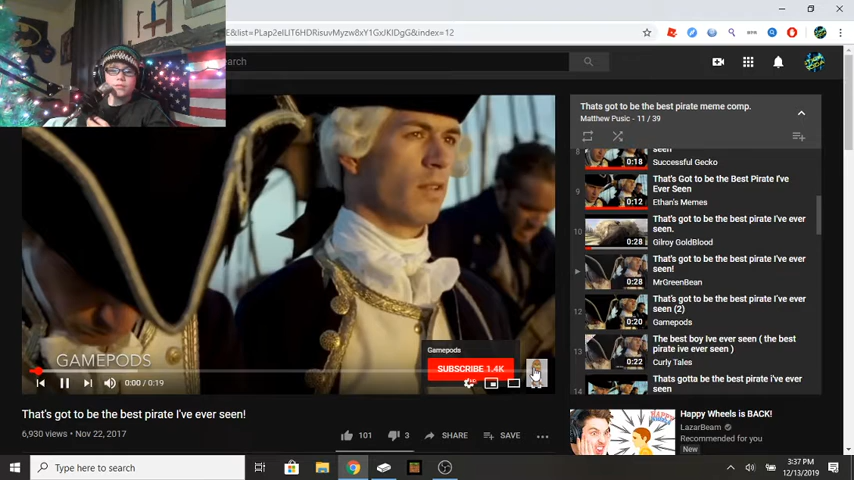 E&list=PLap2elLIT6HDRisuvMyzw8xY1GxJKIDgG&index=12
earch
Thats got to be the best pirate meme comp.
Matthew Pusic - 11 / 39
8
seen
0:18
Successful Gecko
9
That's Got to be the Best Pirate I've
Ever Seen
0:12
Ethan's Memes
10
That's got to be the best pirate I've ever
seen.
0:28
Gilroy GoldBlood
That's got to be the best pirate I've ever
seen!
0:28
MrGreenBean
12
That's got to be the best pirate I've ever
seen (2)
0:20
Gamepods
13
The best boy Ive ever seen ( the best
pirate ive ever seen )
0:22
Curly Tales
Thats gotta be the best pirate i've ever
seen
GAMEPODS
Gamepods
SUBSCRIBE 1.4K
0:00 / 0:19
That's got to be the best pirate I've ever seen!
6,930 views • Nov 22, 2017
101
3
SHARE
SAVE
Happy Wheels is BACK!
LazarBeam
Recommended for you
New
Type here to search
3:37 PM
12/13/2019